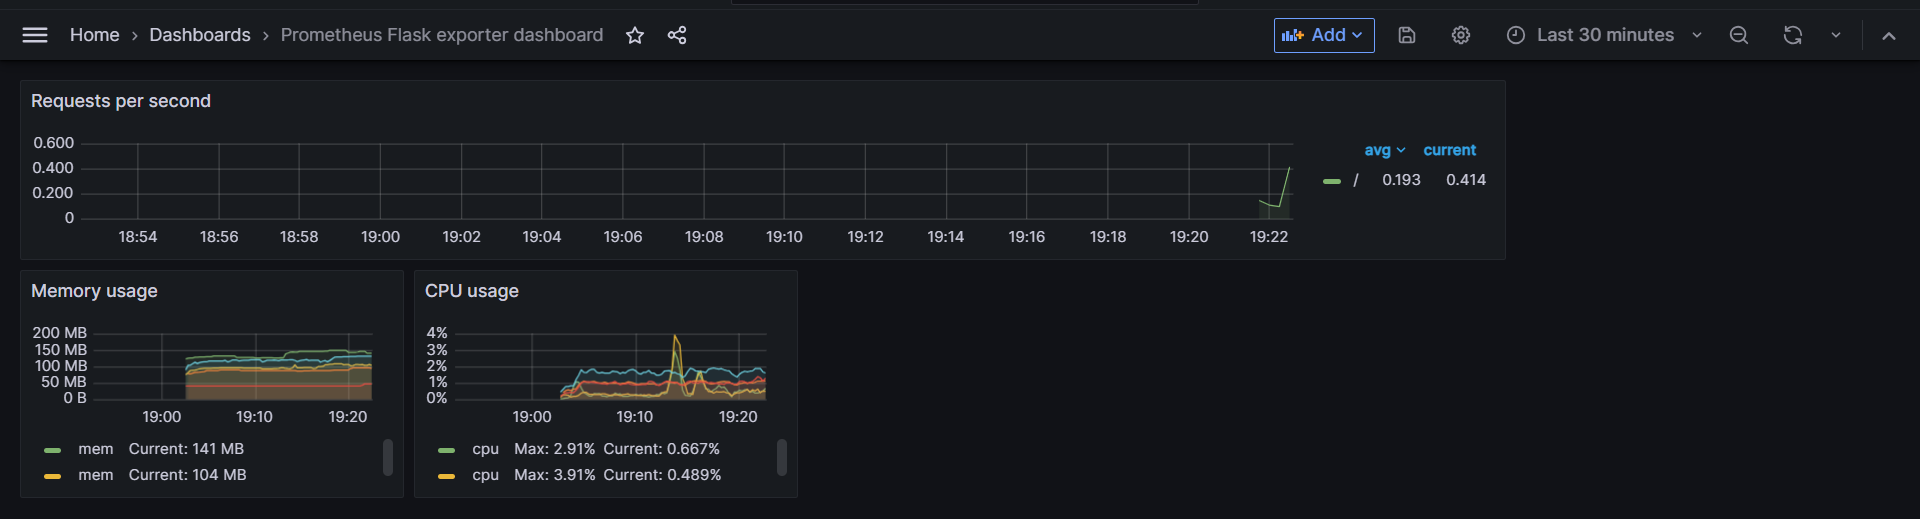 Home › Dashboards › Prometheus Flask exporter dashboard Add Last 30 minutes
Requests per second
0.600
0.400
0.200
0
18:54 18:56 18:58 19:00 19:02 19:04 19:06 19:08 19:10 19:12 19:14 19:16 19:18 19:20 19:22
avg current
/ 0.193 0.414
Memory usage
200 MB
150 MB
100 MB
50 MB
0 B
19:00 19:10 19:20
mem Current: 141 MB
mem Current: 104 MB
CPU usage
4%
3%
2%
1%
0%
19:00 19:10 19:20
cpu Max: 2.91% Current: 0.667%
cpu Max: 3.91% Current: 0.489%